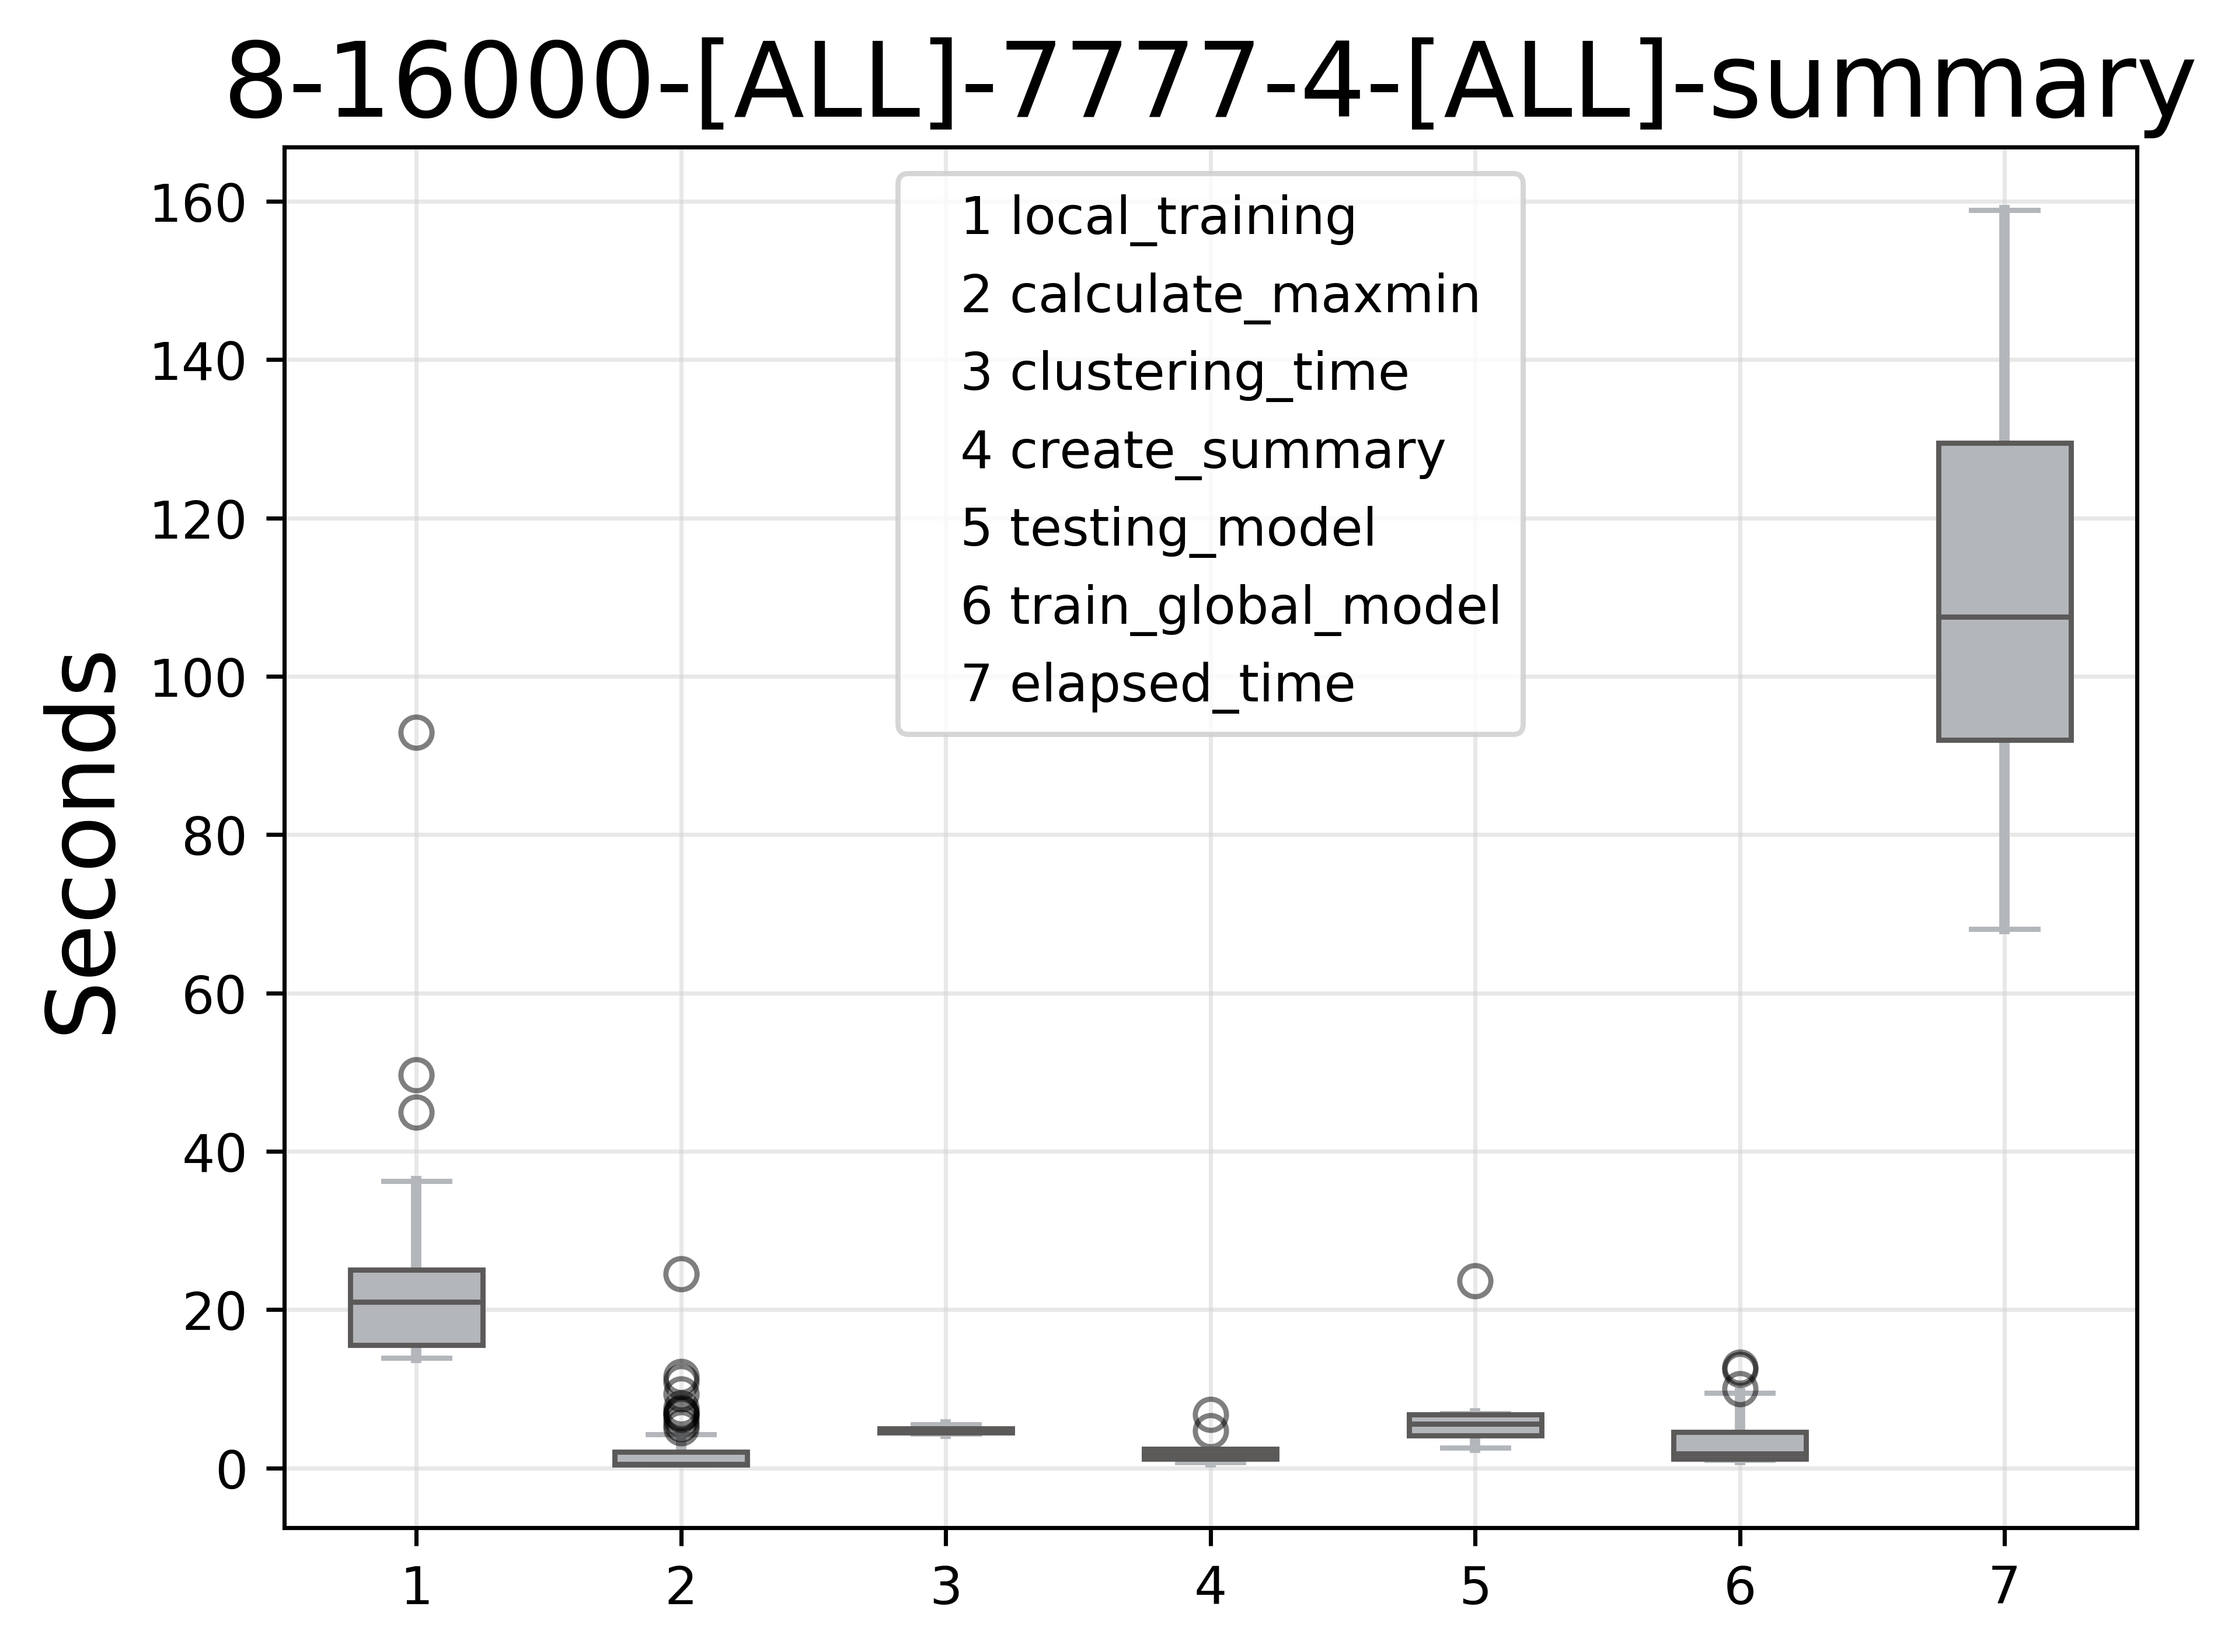 8-16000-[ALL]-7777-4-[ALL]-summary
Seconds
160
140
120
100
80
60
40
20
0
1 local_training
2 calculate_maxmin
3 clustering_time
4 create_summary
5 testing_model
6 train_global_model
7 elapsed_time
1 2 3 4 5 6 7